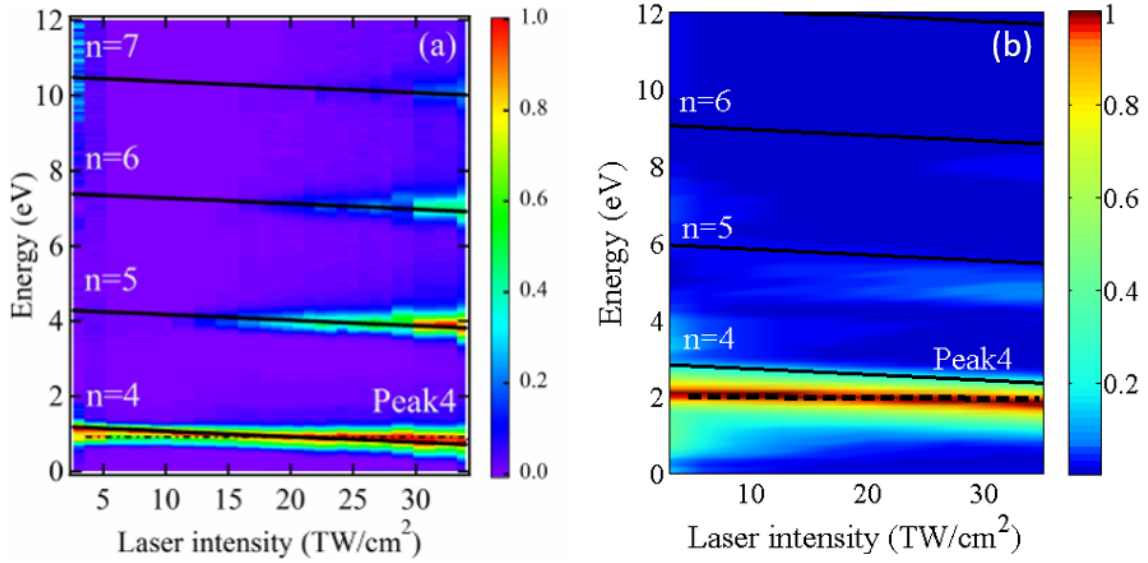 (a)
n=7
n=6
n=5
n=4
Peak4
12
10
8
6
4
2
0
Energy (eV)
5
10
15
20
25
30
Laser intensity (TW/cm²)
1.0
0.8
0.6
0.4
0.2
0.0
(b)
n=6
n=5
n=4
Peak4
12
10
8
6
4
2
0
Energy (eV)
10
20
30
Laser intensity (TW/cm²)
1
0.8
0.6
0.4
0.2